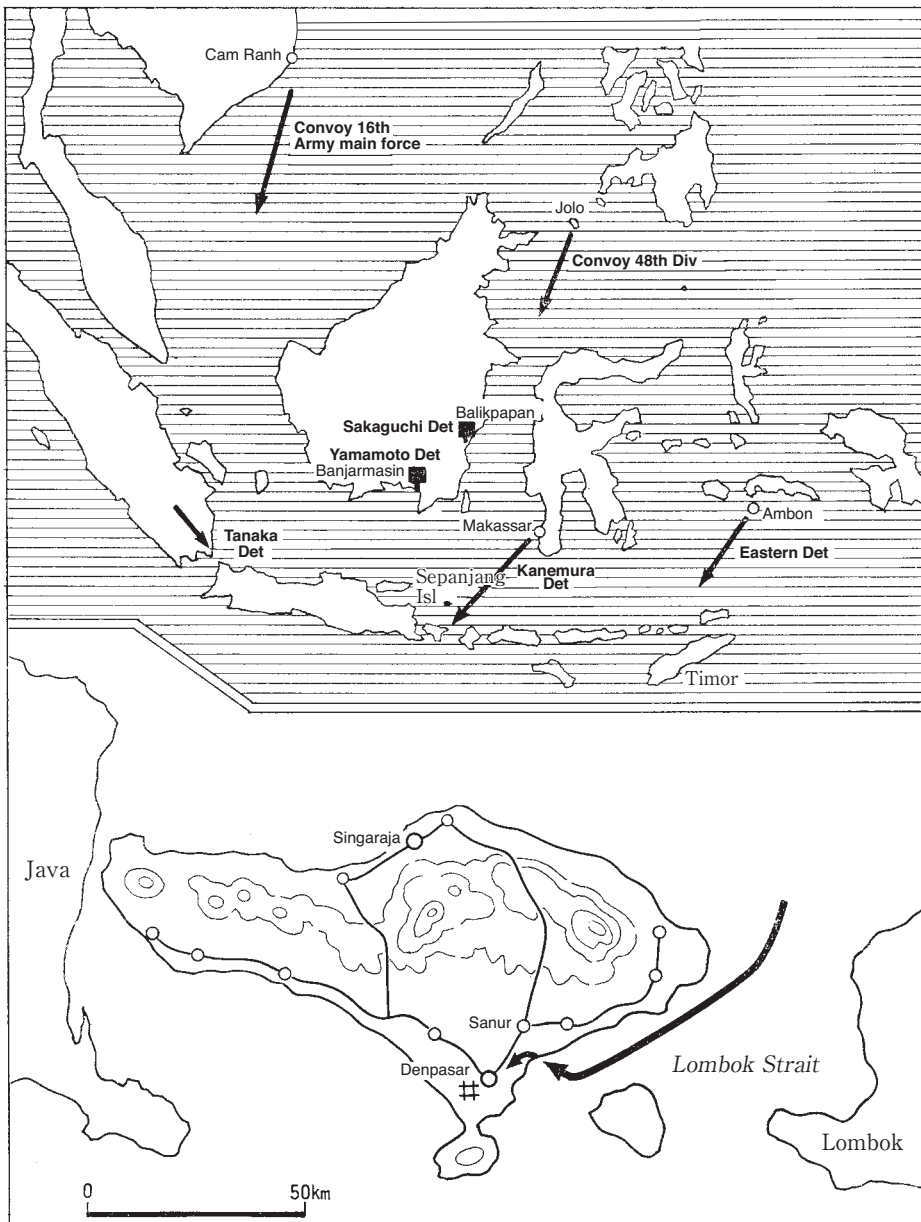 Cam Ranh
Convoy 16th
Army main force
Jolo
Convoy 48th Div
Balikpapan
Sakaguchi Det
Yamamoto Det
Banjarmasin
Tanaka
Det
Makassar
Ambon
Eastern Det
Kanemura
Det
Sepanjang
Isl
Timor
Singaraja
Java
Sanur
Denpasar
Lombok Strait
Lombok
0 50km